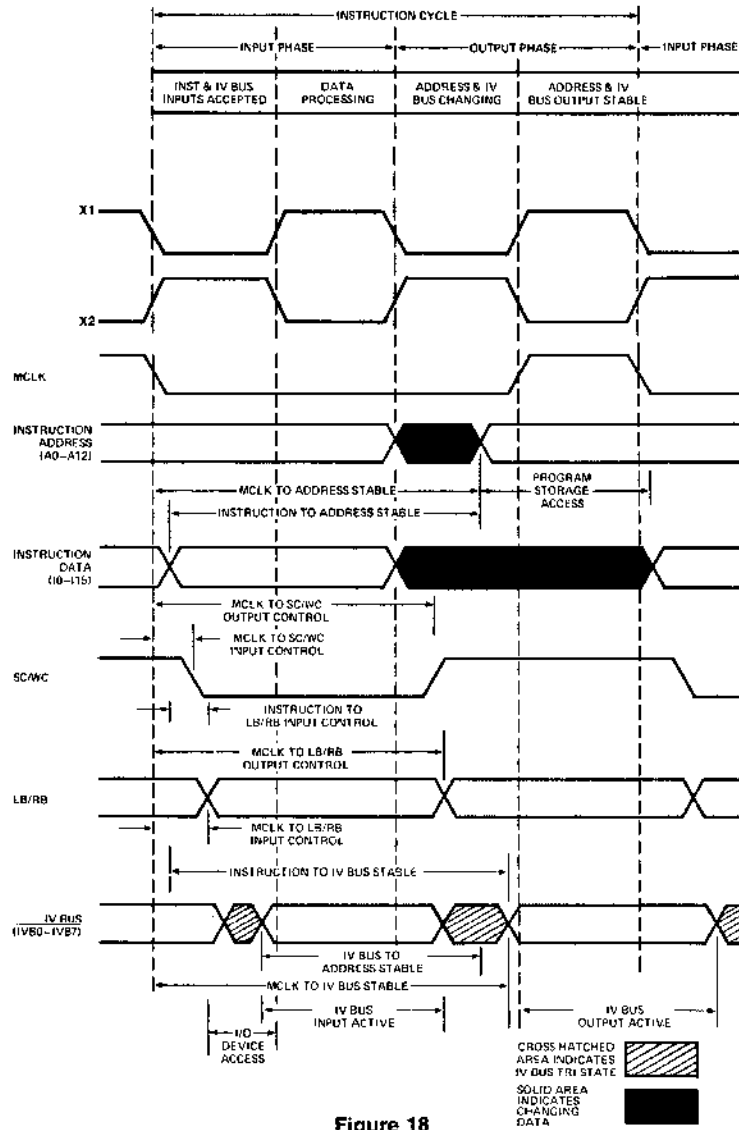 INSTRUCTION CYCLE
INPUT PHASE
OUTPUT PHASE
INPUT PHASE
INST & IV BUS
INPUTS ACCEPTED
DATA
PROCESSING
ADDRESS & IV
BUS CHANGING
ADDRESS & IV
BUS OUTPUT STABLE
X1
X2
MCLK
INSTRUCTION
ADDRESS
(A0–A12)
MCLK TO ADDRESS STABLE
PROGRAM
STORAGE
ACCESS
INSTRUCTION TO ADDRESS STABLE
INSTRUCTION
DATA
(I0–I15)
MCLK TO SC/WC
OUTPUT CONTROL
MCLK TO SC/WC
INPUT CONTROL
SC/WC
INSTRUCTION TO
LB/RB INPUT CONTROL
MCLK TO LB/RB
OUTPUT CONTROL
LB/RB
MCLK TO LB/RB
INPUT CONTROL
INSTRUCTION TO IV BUS STABLE
IV BUS
(IVB0–IVB7)
IV BUS TO
ADDRESS STABLE
MCLK TO IV BUS STABLE
IV BUS
INPUT ACTIVE
IV BUS
OUTPUT ACTIVE
I/O
DEVICE
ACCESS
CROSS HATCHED
AREA INDICATES
IV BUS TRI STATE
SOLID AREA
INDICATES
CHANGING
DATA
Figure 18